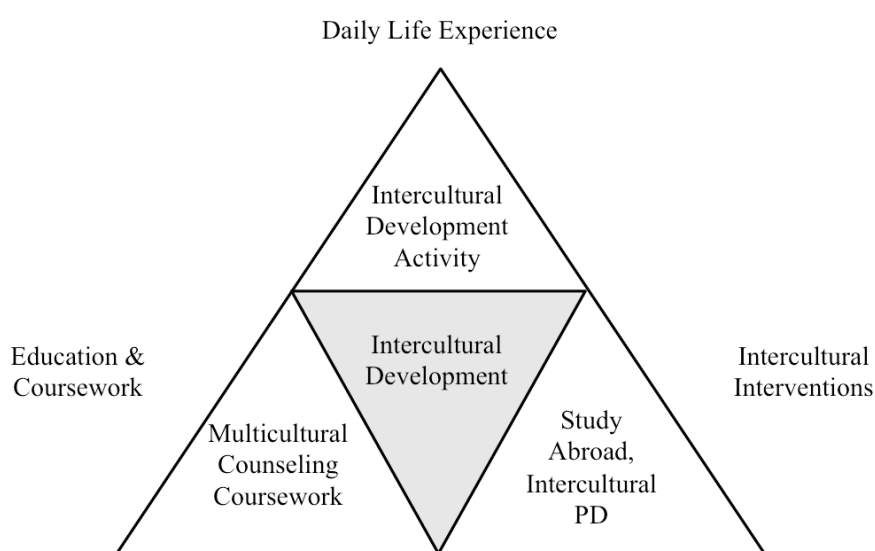 Daily Life Experience
Intercultural
Development
Activity
Education &
Coursework
Intercultural
Development
Intercultural
Interventions
Multicultural
Counseling
Coursework
Study
Abroad,
Intercultural
PD